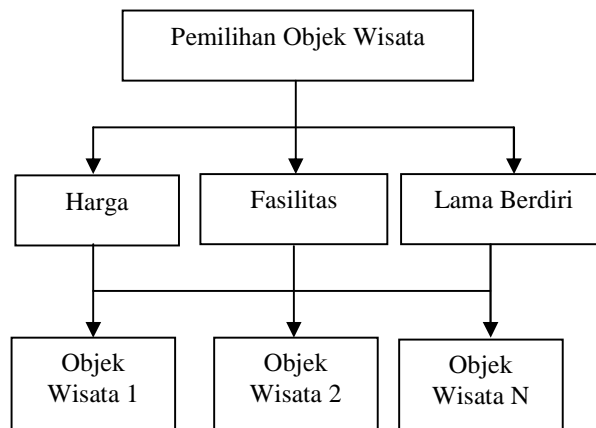 Pemilihan Objek Wisata
Harga
Fasilitas
Lama Berdiri
Objek
Wisata 1
Objek
Wisata 2
Objek
Wisata N